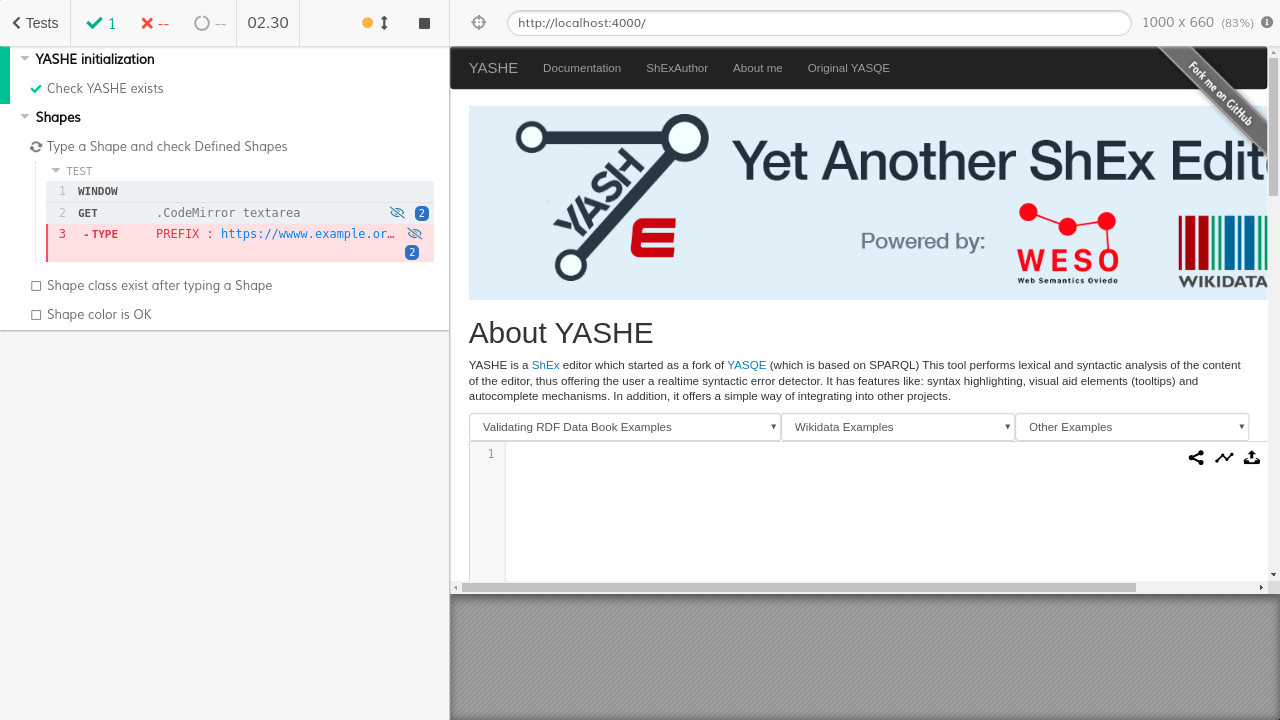 Tests
1
--
--
02.30
http://localhost:4000/
1000 x 660 (83%)
YASHE initialization
Check YASHE exists
Shapes
Type a Shape and check Defined Shapes
TEST
1 WINDOW
2 GET .CodeMirror textarea 2
3 -TYPE PREFIX : https://wwww.example.or…
2
Shape class exist after typing a Shape
Shape color is OK
YASHE Documentation ShExAuthor About me Original YASQE
Fork me on GitHub
YASH
E
Yet Another ShEx Edit
Powered by:
WESO
Web Semantics Oviedo
WIKIDATA
About YASHE
YASHE is a ShEx editor which started as a fork of YASQE (which is based on SPARQL) This tool performs lexical and syntactic analysis of the content
of the editor, thus offering the user a realtime syntactic error detector. It has features like: syntax highlighting, visual aid elements (tooltips) and
autocomplete mechanisms. In addition, it offers a simple way of integrating into other projects.
Validating RDF Data Book Examples Wikidata Examples Other Examples
1